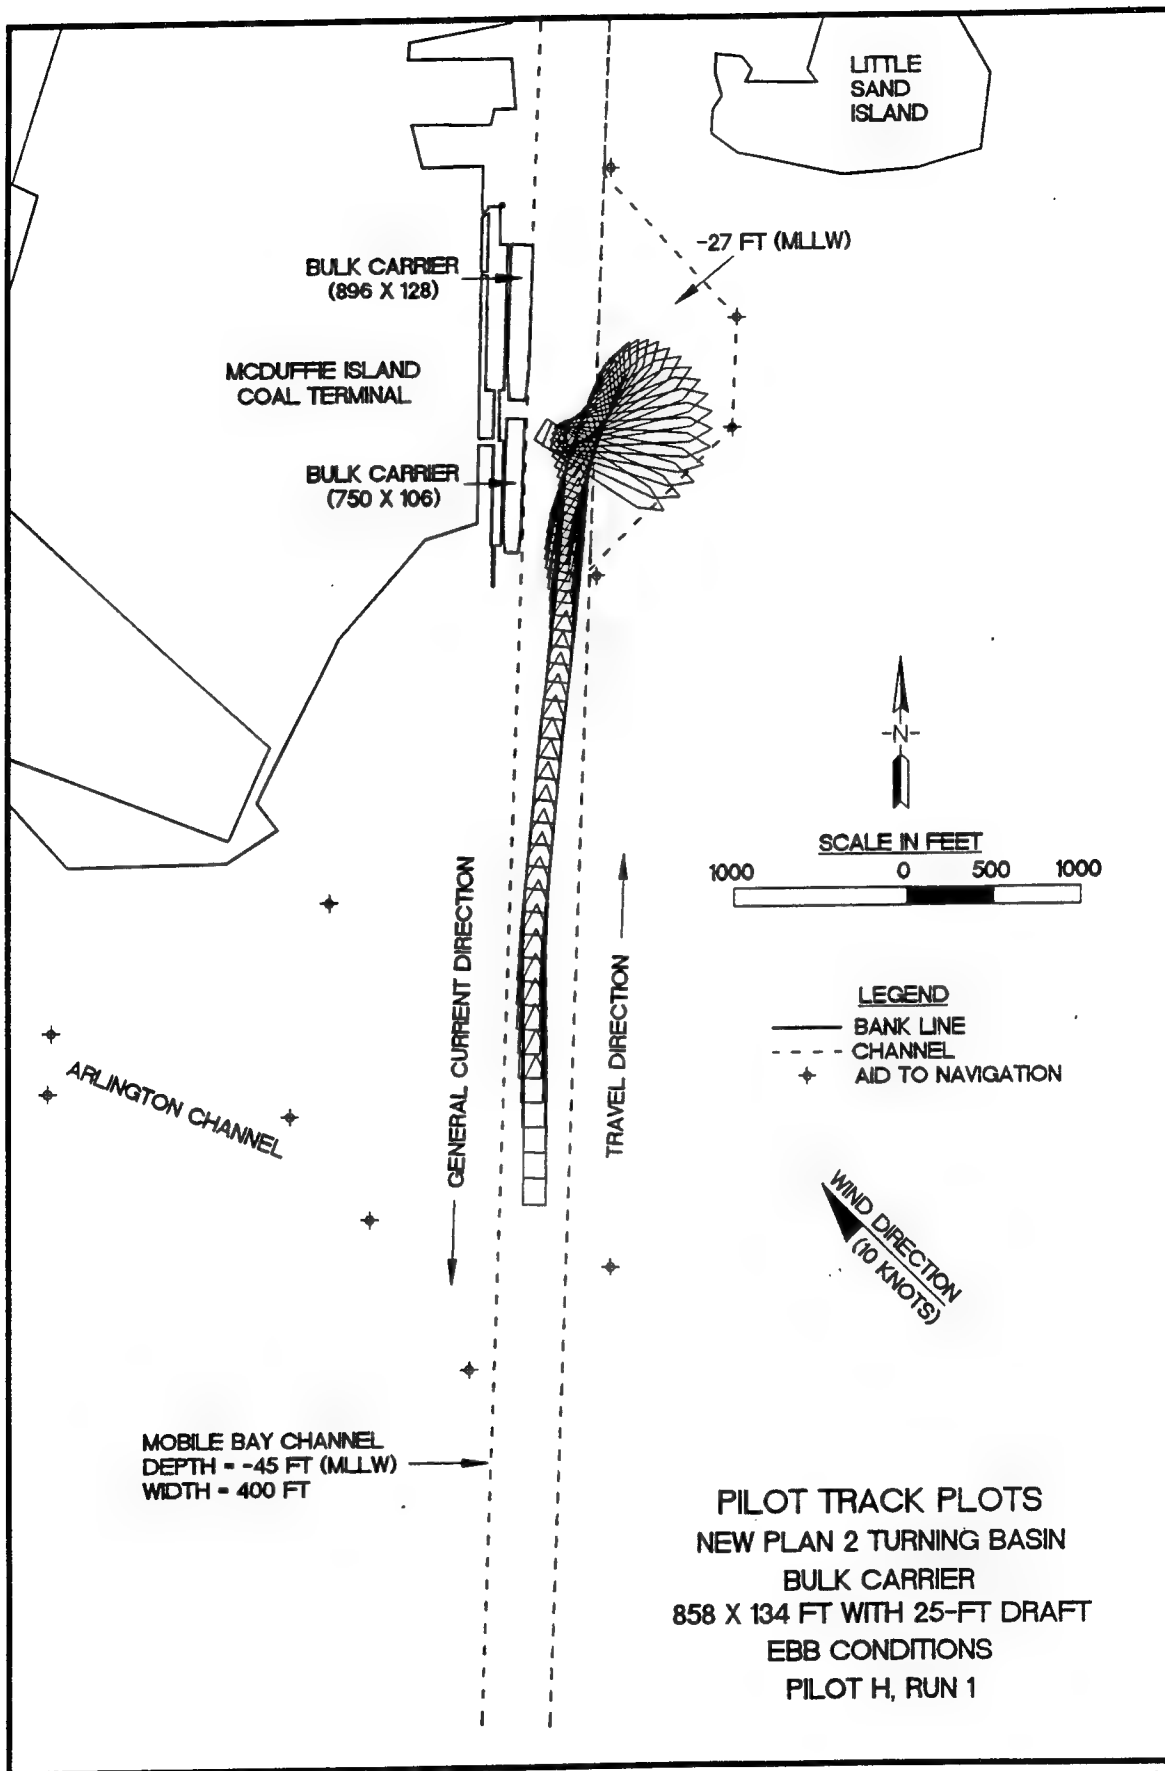 LITTLE
SAND
ISLAND
-27 FT (MLLW)
BULK CARRIER
(896 X 128)
MCDUFFIE ISLAND
COAL TERMINAL
BULK CARRIER
(750 X 106)
-N-
SCALE IN FEET
1000 0 500 1000
GENERAL CURRENT DIRECTION
TRAVEL DIRECTION
LEGEND
BANK LINE
CHANNEL
AID TO NAVIGATION
ARLINGTON CHANNEL
WIND DIRECTION
(10 KNOTS)
MOBILE BAY CHANNEL
DEPTH = -45 FT (MLLW)
WIDTH = 400 FT
PILOT TRACK PLOTS
NEW PLAN 2 TURNING BASIN
BULK CARRIER
858 X 134 FT WITH 25-FT DRAFT
EBB CONDITIONS
PILOT H, RUN 1